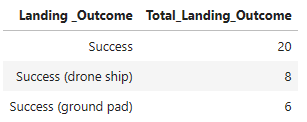 Landing _Outcome Total_Landing_Outcome
Success 20
Success (drone ship) 8
Success (ground pad) 6